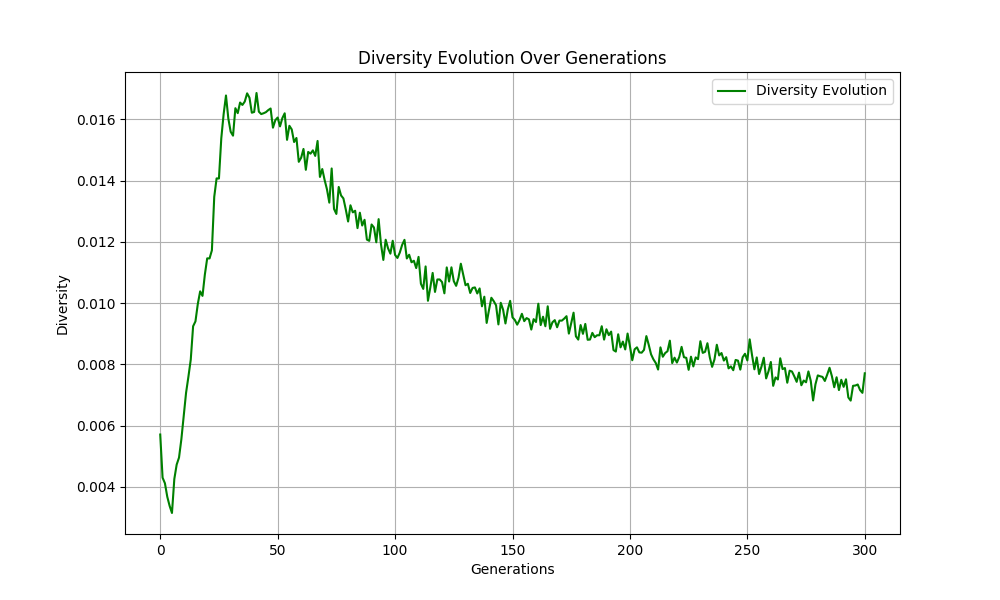 Diversity Evolution Over Generations
Diversity Evolution
0.016
0.014
0.012
0.010
0.008
0.006
0.004
Diversity
0 50 100 150 200 250 300
Generations